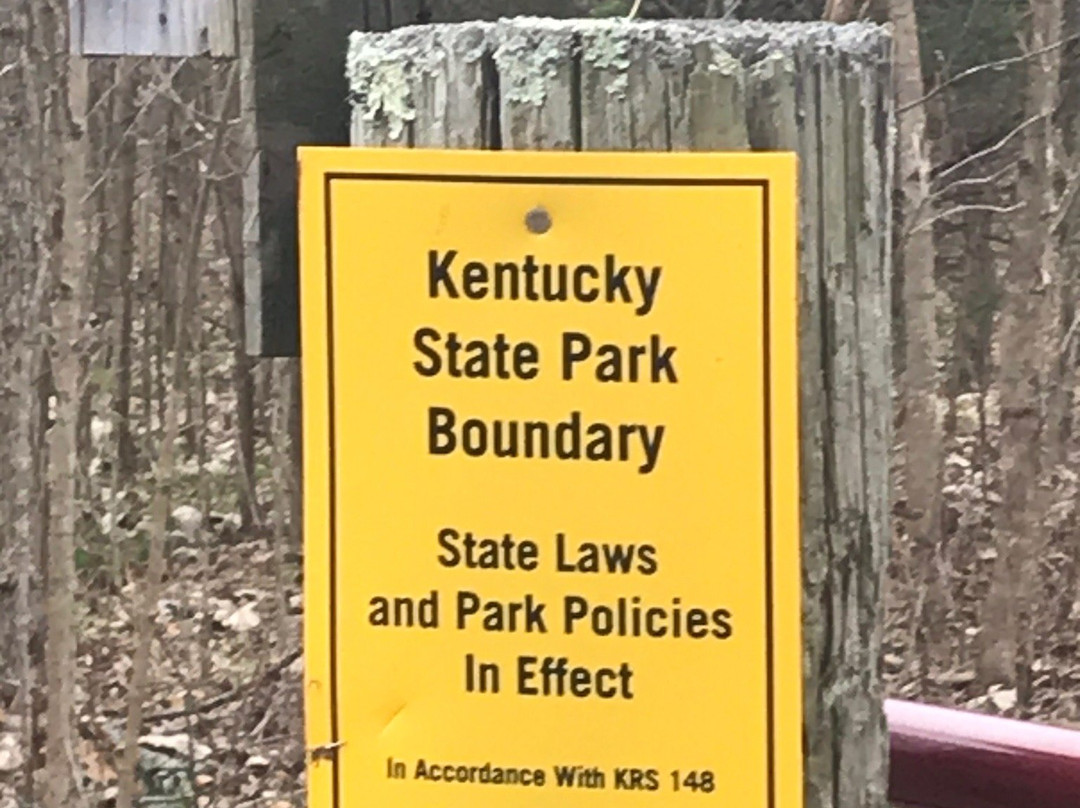 Kentucky
State Park
Boundary
State Laws
and Park Policies
In Effect
In Accordance With KRS 148